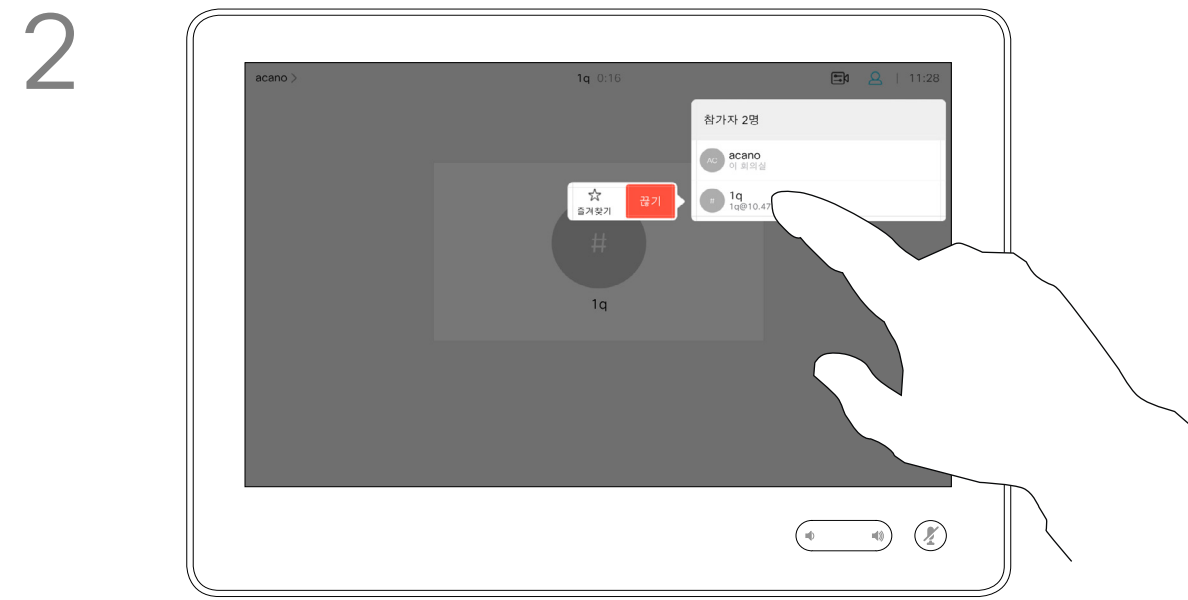 2
acano >
1q 0:16
11:28
참가자 2명
AC
acano
이 회의실
#
1q
1q@10.47
즐겨찾기
끊기
#
1q